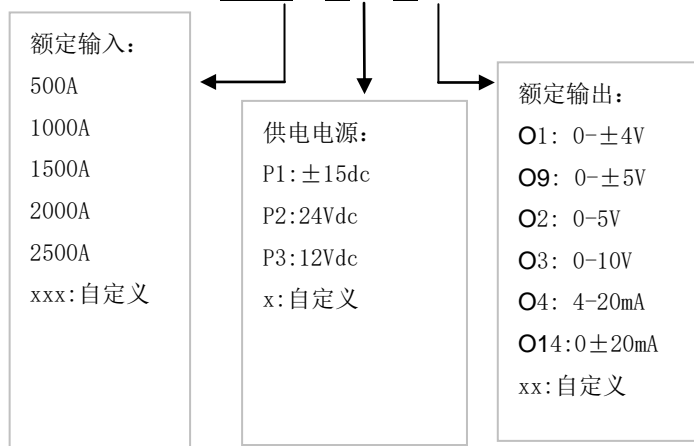 额定输入：
500A
1000A
1500A
2000A
2500A
xxx:自定义
供电电源：
P1:±15dc
P2:24Vdc
P3:12Vdc
x:自定义
额定输出：
O1: 0-±4V
O9: 0-±5V
O2: 0-5V
O3: 0-10V
O4: 4-20mA
O14:0±20mA
xx:自定义